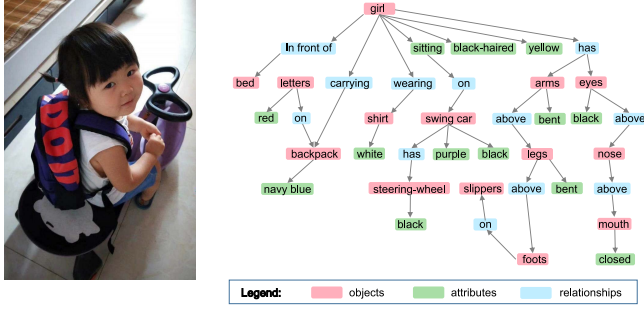 girl
In front of
sitting
black-haired
yellow
has
bed
letters
carrying
wearing
on
arms
eyes
red
on
shirt
swing car
above
bent
black
above
backpack
white
has
purple
black
legs
nose
navy blue
steering-wheel
slippers
above
bent
above
black
on
mouth
foots
closed
Legend:
objects
attributes
relationships